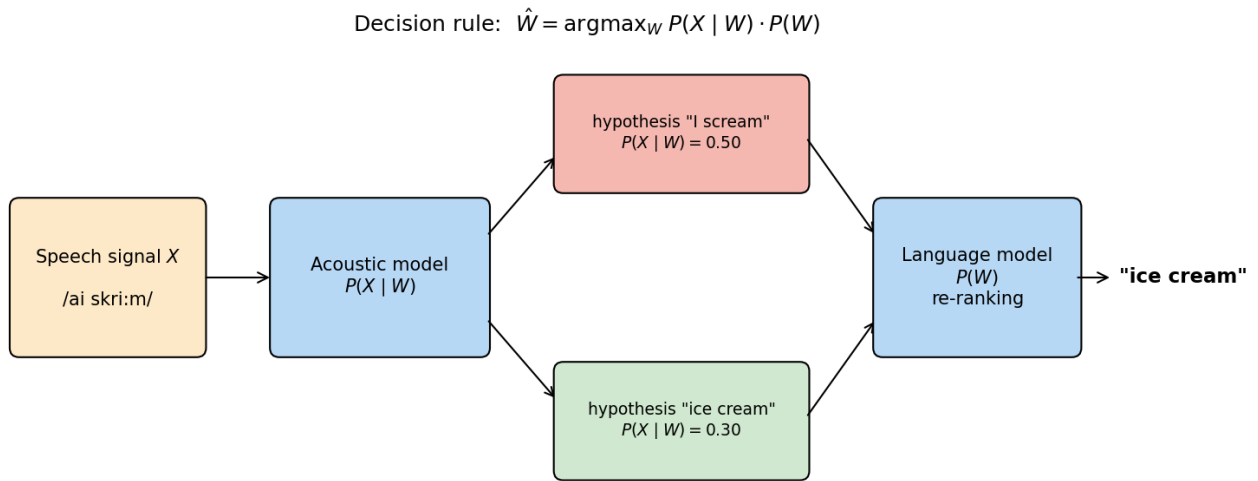 Decision rule: Ŵ = argmax_W P(X | W) · P(W)
hypothesis "I scream"
P(X | W) = 0.50
Speech signal X
/ai skri:m/
Acoustic model
P(X | W)
Language model
P(W)
re-ranking
"ice cream"
hypothesis "ice cream"
P(X | W) = 0.30